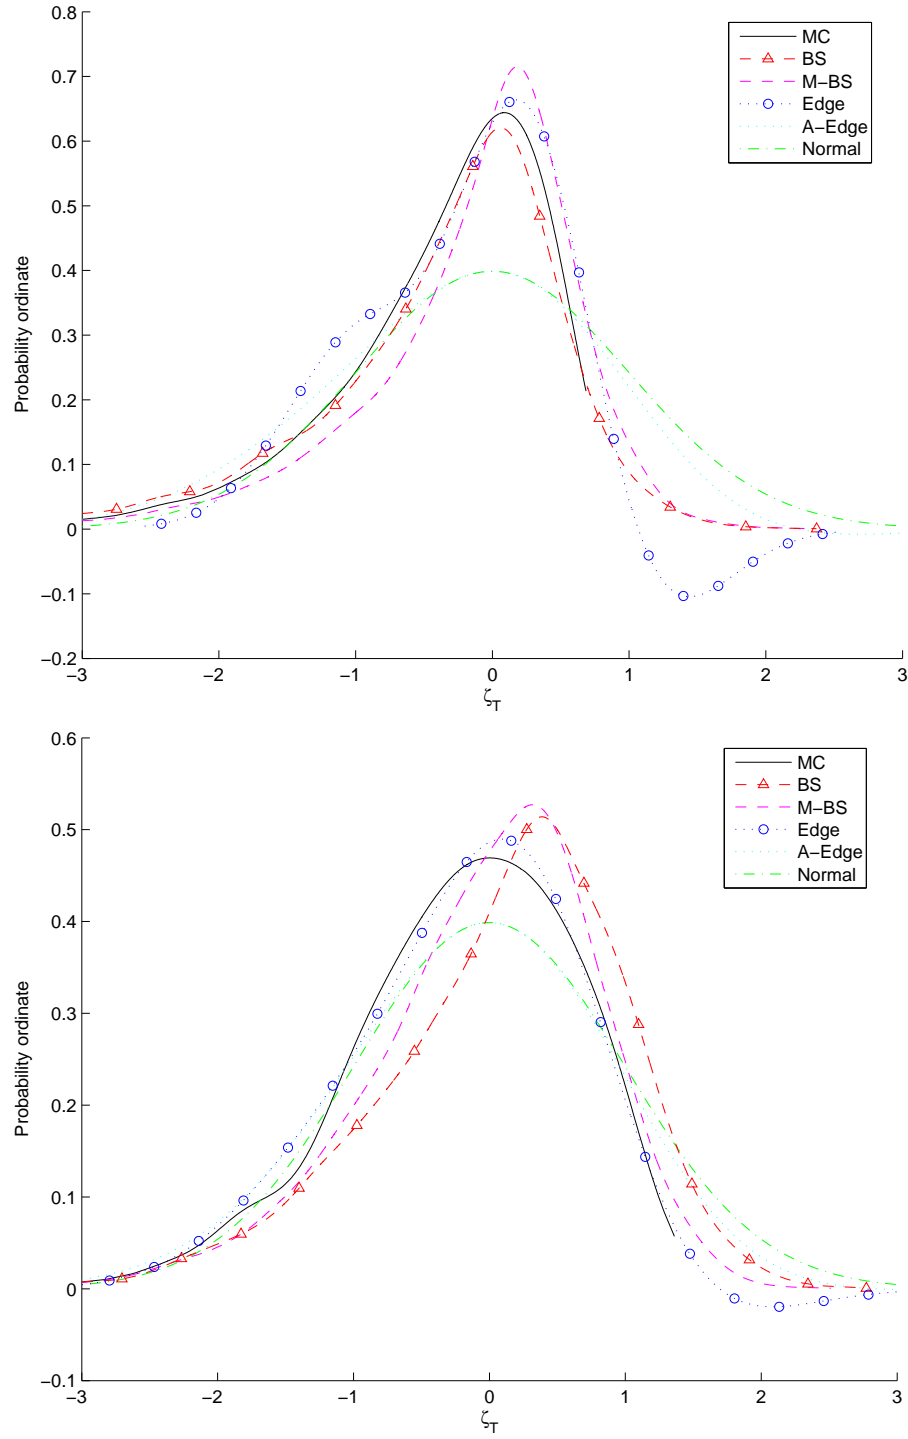 0.8
0.7
0.6
0.5
0.4
0.3
0.2
0.1
0
−0.1
−0.2
Probability ordinate
−3
−2
−1
0
1
2
3
ζT
MC
BS
M−BS
Edge
A−Edge
Normal
0.6
0.5
0.4
0.3
0.2
0.1
0
−0.1
Probability ordinate
−3
−2
−1
0
1
2
3
ζT
MC
BS
M−BS
Edge
A−Edge
Normal